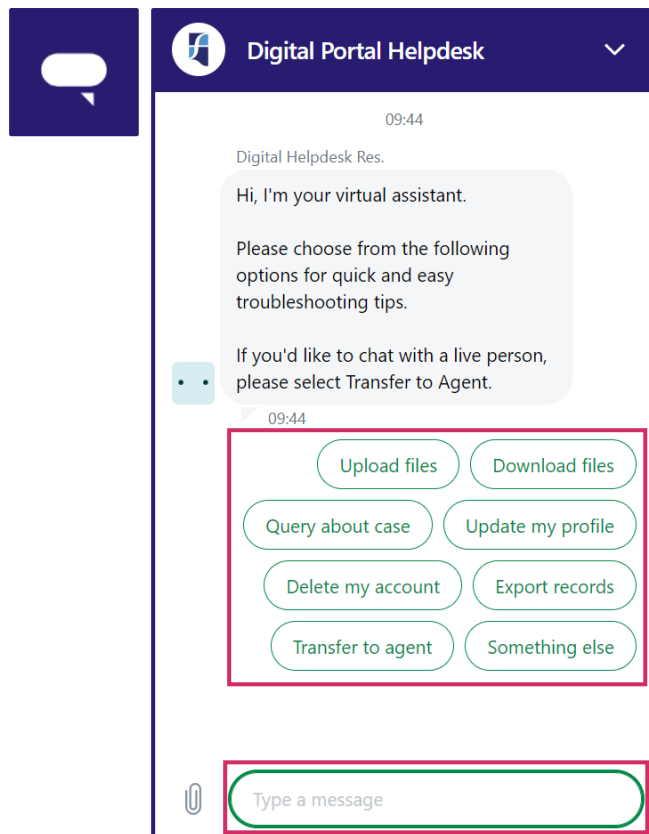 Digital Portal Helpdesk
09:44
Digital Helpdesk Res.
Hi, I'm your virtual assistant.
Please choose from the following
options for quick and easy
troubleshooting tips.
If you'd like to chat with a live person,
please select Transfer to Agent.
09:44
Upload files Download files
Query about case Update my profile
Delete my account Export records
Transfer to agent Something else
Type a message